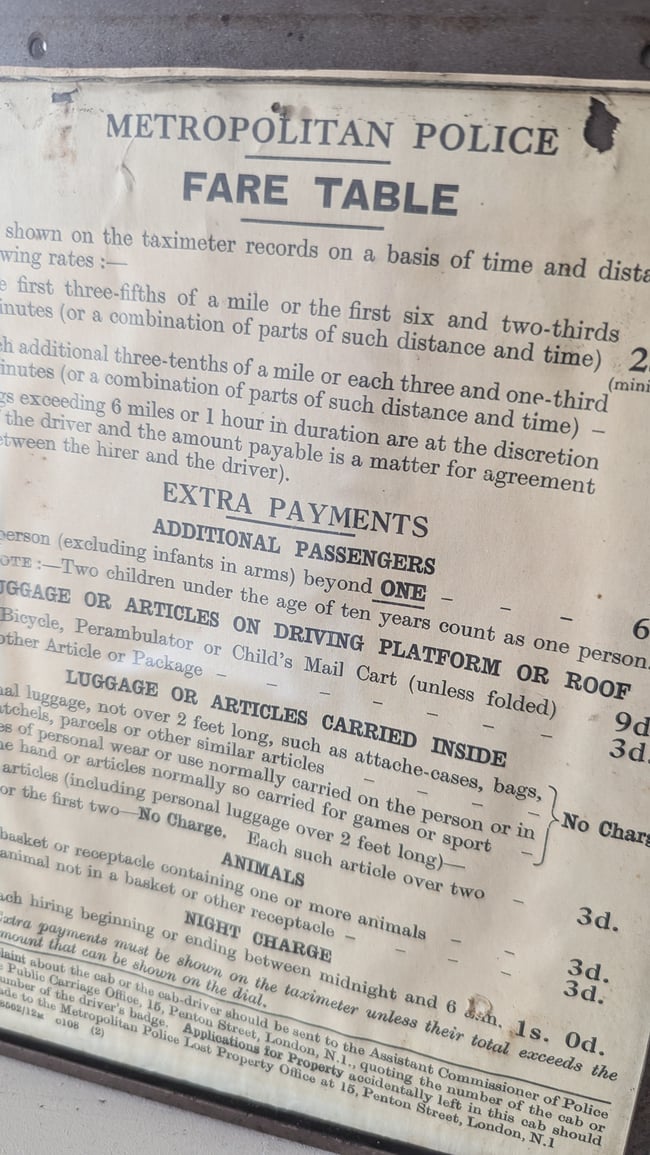 METROPOLITAN POLICE
FARE TABLE
shown on the taximeter records on a basis of time and dista
wing rates :—
e first three-fifths of a mile or the first six and two-thirds
inutes (or a combination of parts of such distance and time) 2
(mini
ch additional three-tenths of a mile or each three and one-third
inutes (or a combination of parts of such distance and time) –
gs exceeding 6 miles or 1 hour in duration are at the discretion
the driver and the amount payable is a matter for agreement
etween the hirer and the driver).
EXTRA PAYMENTS
ADDITIONAL PASSENGERS
person (excluding infants in arms) beyond ONE – – – 6
OTE :—Two children under the age of ten years count as one person.
UGGAGE OR ARTICLES ON DRIVING PLATFORM OR ROOF
Bicycle, Perambulator or Child's Mail Cart (unless folded) 9d
other Article or Package – – – – – – – 3d.
LUGGAGE OR ARTICLES CARRIED INSIDE
nal luggage, not over 2 feet long, such as attache-cases, bags,
atchels, parcels or other similar articles – – – –
es of personal wear or use normally carried on the person or in
he hand or articles normally so carried for games or sport –
No Charg
articles (including personal luggage over 2 feet long)—
or the first two—No Charge. Each such article over two – 3d.
ANIMALS
basket or receptacle containing one or more animals – – 3d.
animal not in a basket or other receptacle – – – – 3d.
NIGHT CHARGE
ach hiring beginning or ending between midnight and 6 a.m. 1s. 0d.
Extra payments must be shown on the taximeter unless their total exceeds the
mount that can be shown on the dial.
laint about the cab or the cab-driver should be sent to the Assistant Commissioner of Police
e Public Carriage Office, 15, Penton Street, London, N.1., quoting the number of the cab or
umber of the driver's badge. Applications for Property accidentally left in this cab should
ade to the Metropolitan Police Lost Property Office at 15, Penton Street, London, N.1